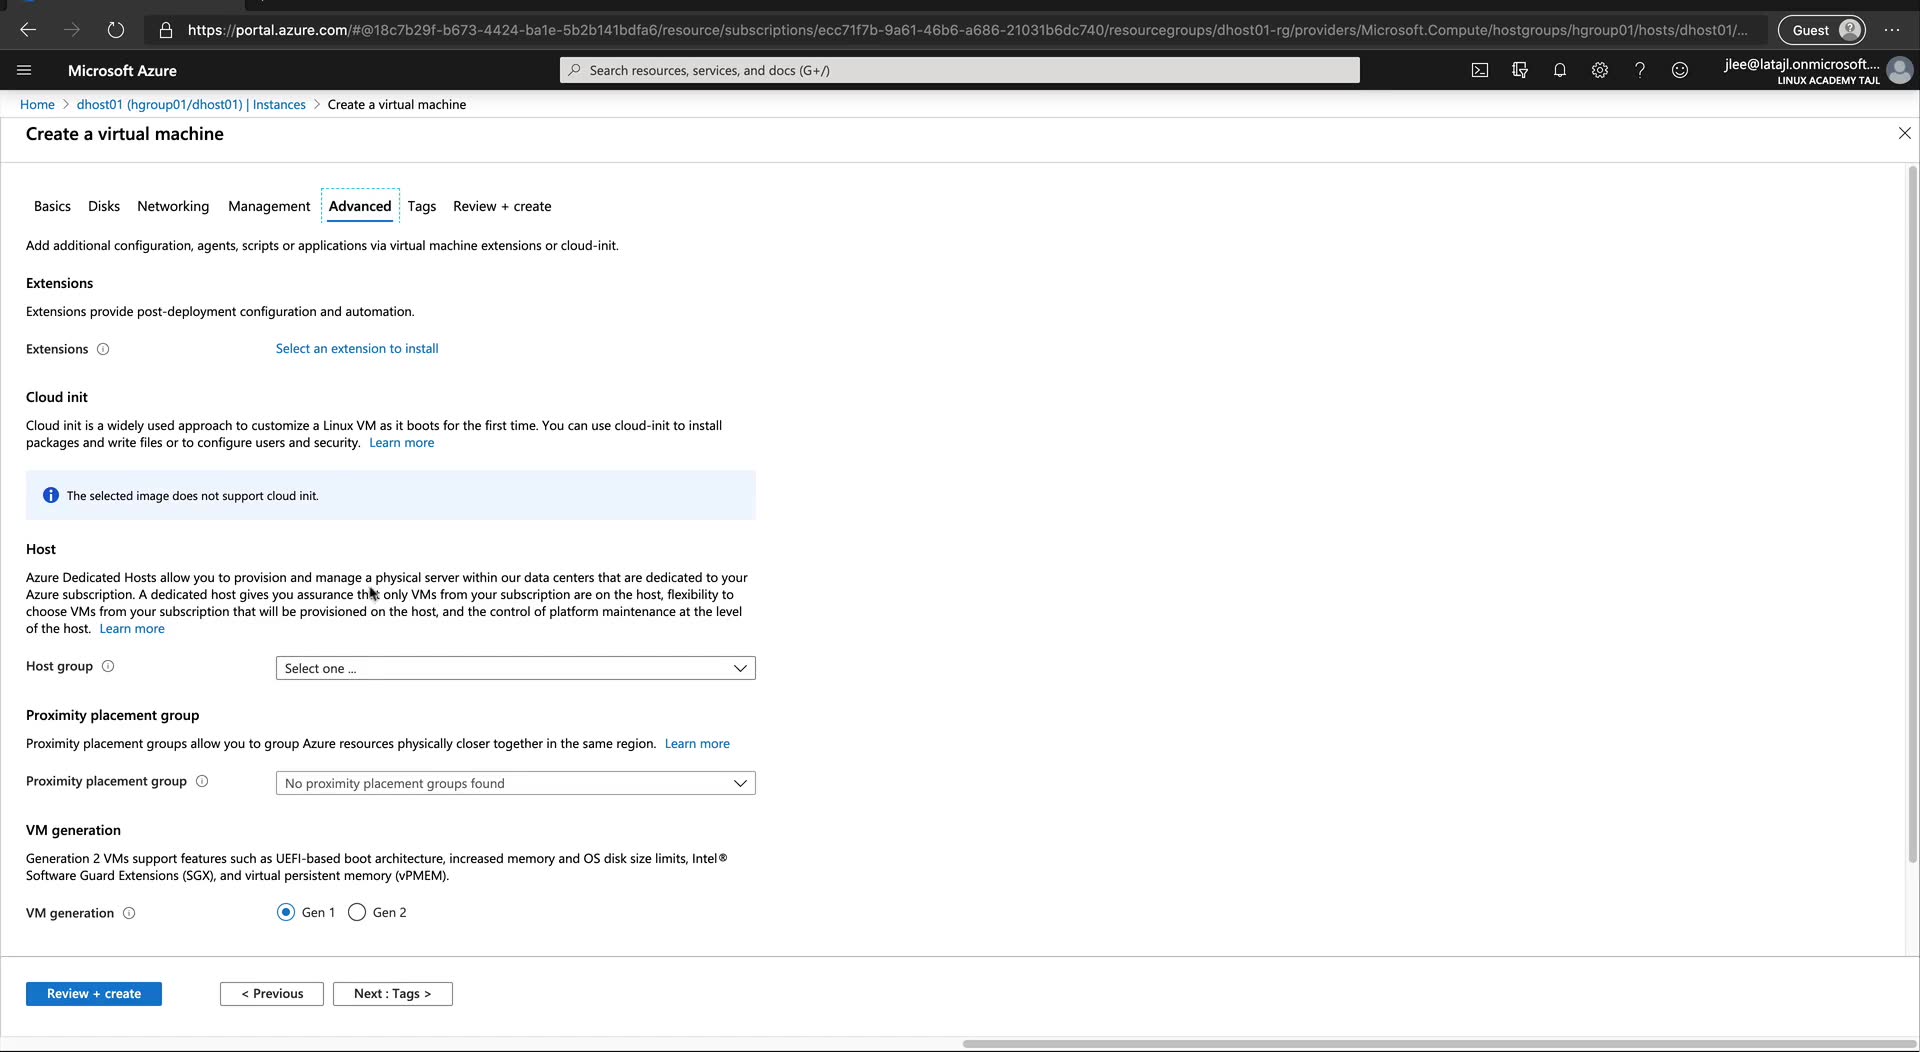 https://portal.azure.com/#@18c7b29f-b673-4424-ba1e-5b2b141bdfa6/resource/subscriptions/ecc71f7b-9a61-46b6-a686-21031b6dc740/resourcegroups/dhost01-rg/providers/Microsoft.Compute/hostgroups/hgroup01/hosts/dhost01/...
Guest
Microsoft Azure
Search resources, services, and docs (G+/)
jlee@latajl.onmicrosoft....
LINUX ACADEMY TAJL
Home > dhost01 (hgroup01/dhost01) | Instances > Create a virtual machine
Create a virtual machine
Basics Disks Networking Management Advanced Tags Review + create
Add additional configuration, agents, scripts or applications via virtual machine extensions or cloud-init.
Extensions
Extensions provide post-deployment configuration and automation.
Extensions Select an extension to install
Cloud init
Cloud init is a widely used approach to customize a Linux VM as it boots for the first time. You can use cloud-init to install
packages and write files or to configure users and security. Learn more
The selected image does not support cloud init.
Host
Azure Dedicated Hosts allow you to provision and manage a physical server within our data centers that are dedicated to your
Azure subscription. A dedicated host gives you assurance that only VMs from your subscription are on the host, flexibility to
choose VMs from your subscription that will be provisioned on the host, and the control of platform maintenance at the level
of the host. Learn more
Host group Select one ...
Proximity placement group
Proximity placement groups allow you to group Azure resources physically closer together in the same region. Learn more
Proximity placement group No proximity placement groups found
VM generation
Generation 2 VMs support features such as UEFI-based boot architecture, increased memory and OS disk size limits, Intel®
Software Guard Extensions (SGX), and virtual persistent memory (vPMEM).
VM generation Gen 1 Gen 2
Review + create < Previous Next : Tags >